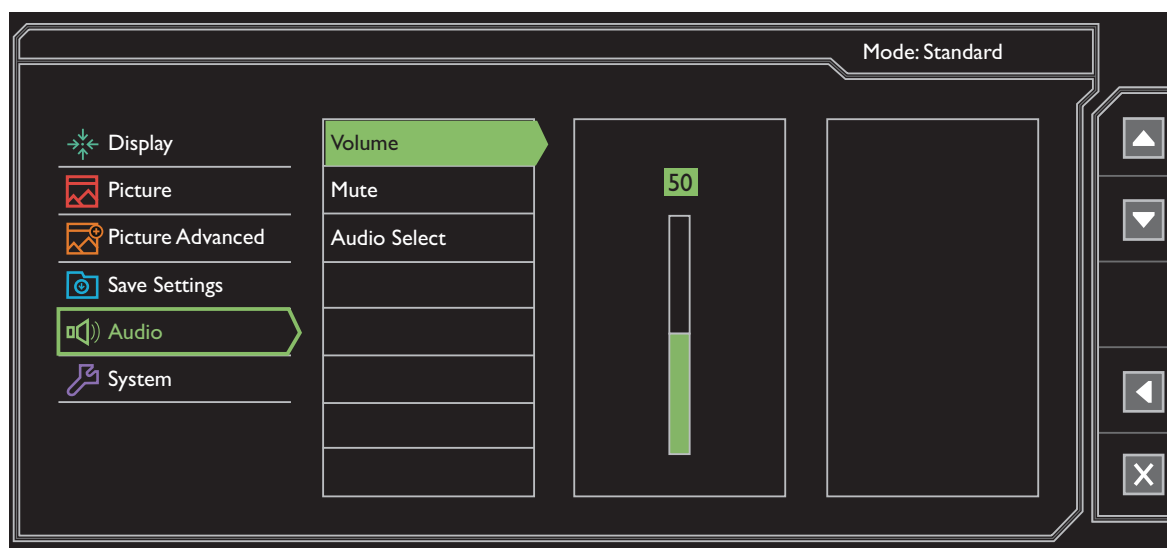 Mode: Standard
Display
Picture
Picture Advanced
Save Settings
Audio
System
Volume
Mute
Audio Select
50